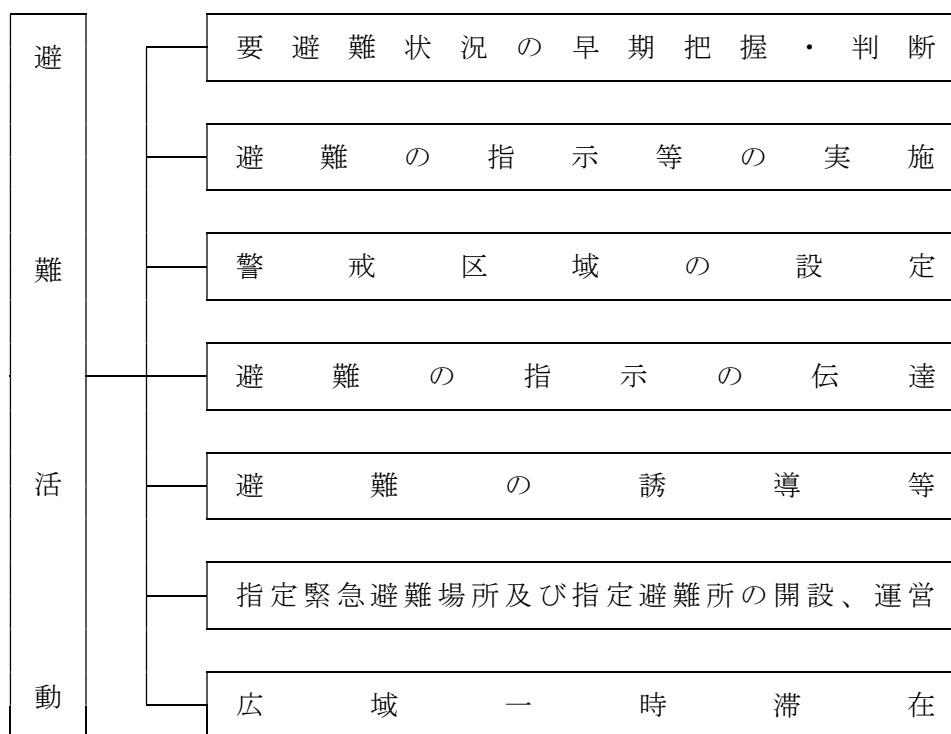 避難活動
要避難状況の早期把握・判断
避難の指示等の実施
警戒区域の設定
避難の指示の伝達
避難の誘導等
指定緊急避難場所及び指定避難所の開設、運営
広域一時滞在